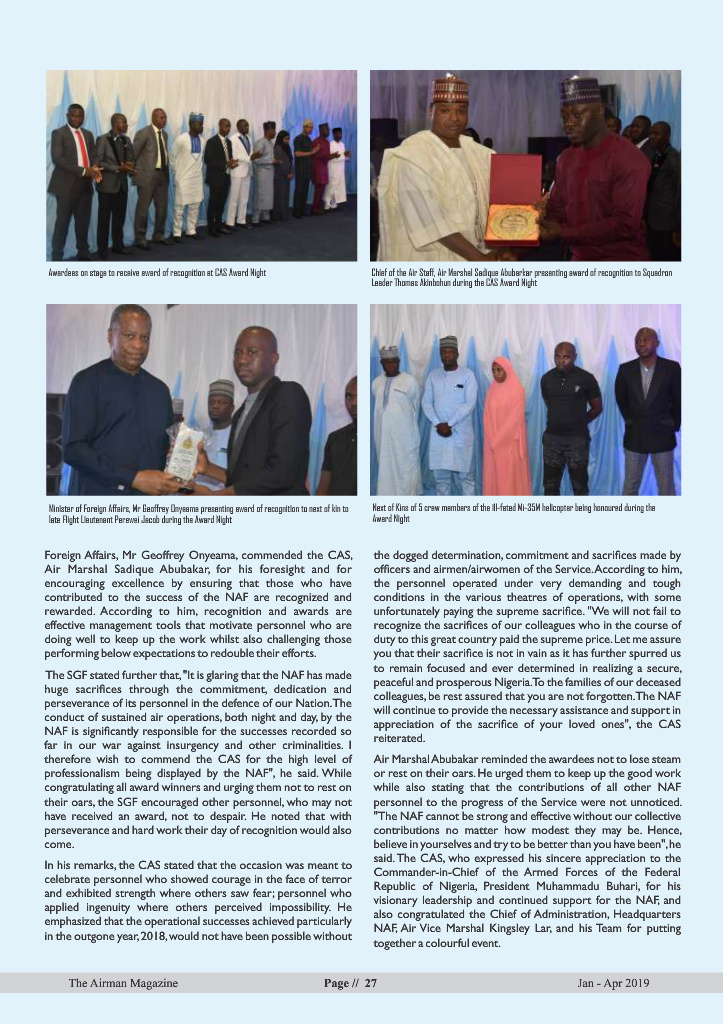 Awardees on stage to receive award of recognition at CAS Award Night
Chief of the Air Staff, Air Marshal Sadique Abubarkar presenting award of recognition to Squadron
Leader Thomas Akinbohun during the CAS Award Night
Minister of Foreign Affairs, Mr Geoffrey Onyeama presenting award of recognition to next of kin to
late Flight Lieutenant Perewei Jacob during the Award Night
Next of Kins of 5 crew members of the Ill-fated Mi-35M helicopter being honoured during the
Award Night
Foreign Affairs, Mr Geoffrey Onyema, commended the CAS,
Air Marshal Sadique Abubakar, for his foresight and for
encouraging excellence by ensuring that those who have
contributed to the success of the NAF are recognized and
rewarded. According to him, recognition and awards are
effective management tools that motivate personnel who are
doing well to keep up the work whilst also challenging those
performing below expectations to redouble their efforts.
The SGF stated further that, "It is glaring that the NAF has made
huge sacrifices through the commitment, dedication and
perseverance of its personnel in the defence of our Nation.The
conduct of sustained air operations, both night and day, by the
NAF is significantly responsible for the successes recorded so
far in our war against insurgency and other criminalities. I
therefore wish to commend the CAS for the high level of
professionalism being displayed by the NAF", he said. While
congratulating all award winners and urging them not to rest on
their oars, the SGF encouraged other personnel, who may not
have received an award, not to despair. He noted that with
perseverance and hard work their day of recognition would also
come.
In his remarks, the CAS stated that the occasion was meant to
celebrate personnel who showed courage in the face of terror
and exhibited strength where others saw fear; personnel who
applied ingenuity where others perceived impossibility. He
emphasized that the operational successes achieved particularly
in the outgone year, 2018, would not have been possible without
the dogged determination, commitment and sacrifices made by
officers and airmen/airwomen of the Service. According to him,
the personnel operated under very demanding and tough
conditions in the various theatres of operations, with some
unfortunately paying the supreme sacrifice. "We will not fail to
recognize the sacrifices of our colleagues who in the course of
duty to this great country paid the supreme price. Let me assure
you that their sacrifice is not in vain as it has further spurred us
to remain focused and ever determined in realizing a secure,
peaceful and prosperous Nigeria.To the families of our deceased
colleagues, be rest assured that you are not forgotten.The NAF
will continue to provide the necessary assistance and support in
appreciation of the sacrifice of your loved ones", the CAS
reiterated.
Air Marshal Abubakar reminded the awardees not to lose steam
or rest on their oars. He urged them to keep up the good work
while also stating that the contributions of all other NAF
personnel to the progress of the Service were not unnoticed.
"The NAF cannot be strong and effective without our collective
contributions no matter how modest they may be. Hence,
believe in yourselves and try to be better than you have been", he
said. The CAS, who expressed his sincere appreciation to the
Commander-in-Chief of the Armed Forces of the Federal
Republic of Nigeria, President Muhammadu Buhari, for his
visionary leadership and continued support for the NAF, and
also congratulated the Chief of Administration, Headquarters
NAF, Air Vice Marshal Kingsley Lar, and his Team for putting
together a colourful event.
The Airman Magazine
Page // 27
Jan - Apr 2019